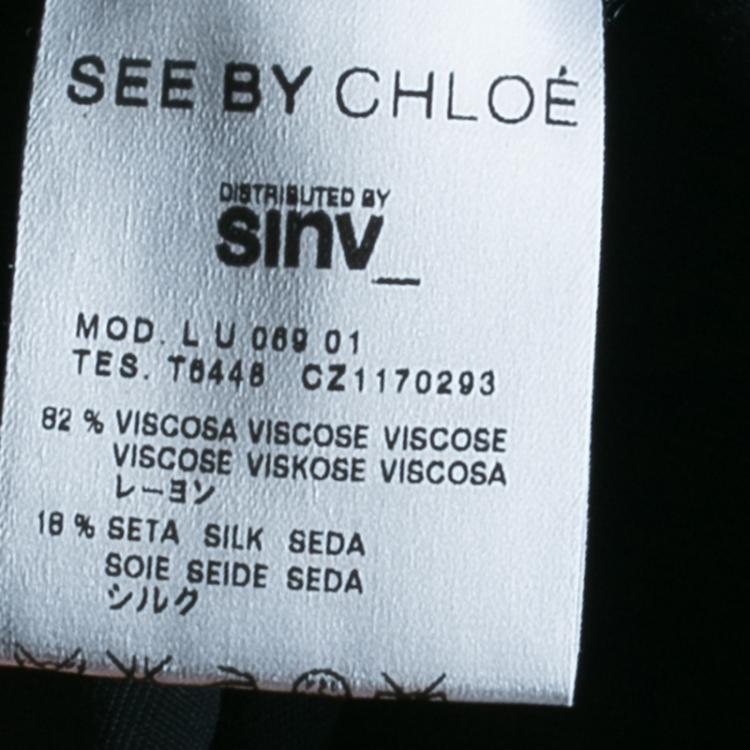 SEE BY CHLOÉ
DISTRIBUTED BY
sinv_
MOD. L U 069 01
TES. T6448 CZ1170293
82 % VISCOSA VISCOSE VISCOSE
VISCOSE VISKOSE VISCOSA
レーヨン
18 % SETA SILK SEDA
SOIE SEIDE SEDA
シルク